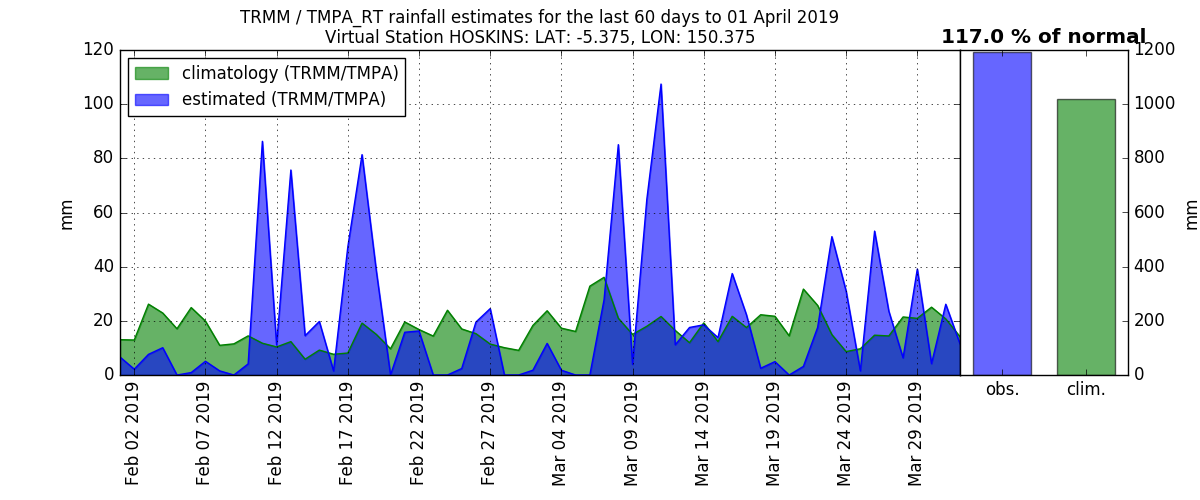 TRMM / TMPA_RT rainfall estimates for the last 60 days to 01 April 2019
Virtual Station HOSKINS: LAT: -5.375, LON: 150.375
117.0 % of normal
climatology (TRMM/TMPA)
estimated (TRMM/TMPA)
mm
120
100
80
60
40
20
0
1200
1000
800
600
400
200
0
mm
Feb 02 2019
Feb 07 2019
Feb 12 2019
Feb 17 2019
Feb 22 2019
Feb 27 2019
Mar 04 2019
Mar 09 2019
Mar 14 2019
Mar 19 2019
Mar 24 2019
Mar 29 2019
obs.
clim.